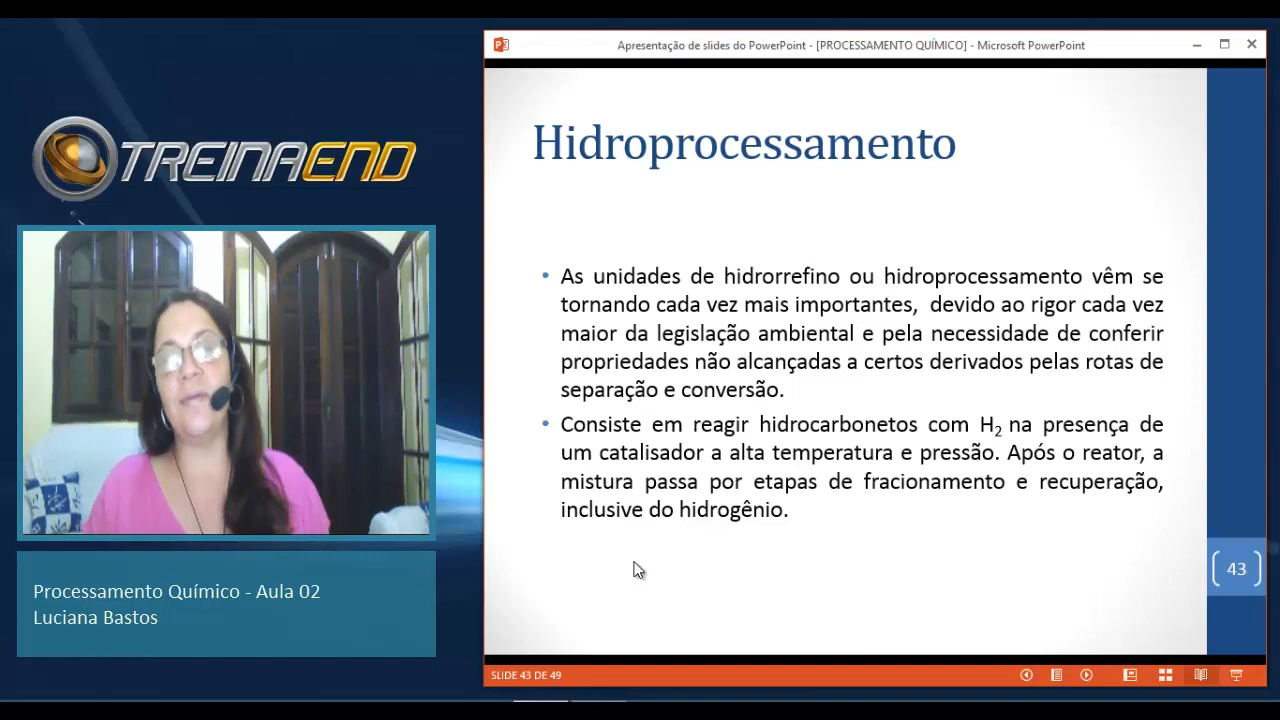 Apresentação de slides do PowerPoint - [PROCESSAMENTO QUÍMICO] - Microsoft PowerPoint
TREINAEND
Hidroprocessamento
• As unidades de hidrorrefino ou hidroprocessamento vêm se
tornando cada vez mais importantes, devido ao rigor cada vez
maior da legislação ambiental e pela necessidade de conferir
propriedades não alcançadas a certos derivados pelas rotas de
separação e conversão.
• Consiste em reagir hidrocarbonetos com H₂ na presença de
um catalisador a alta temperatura e pressão. Após o reator, a
mistura passa por etapas de fracionamento e recuperação,
inclusive do hidrogênio.
43
Processamento Químico - Aula 02
Luciana Bastos
SLIDE 43 DE 49